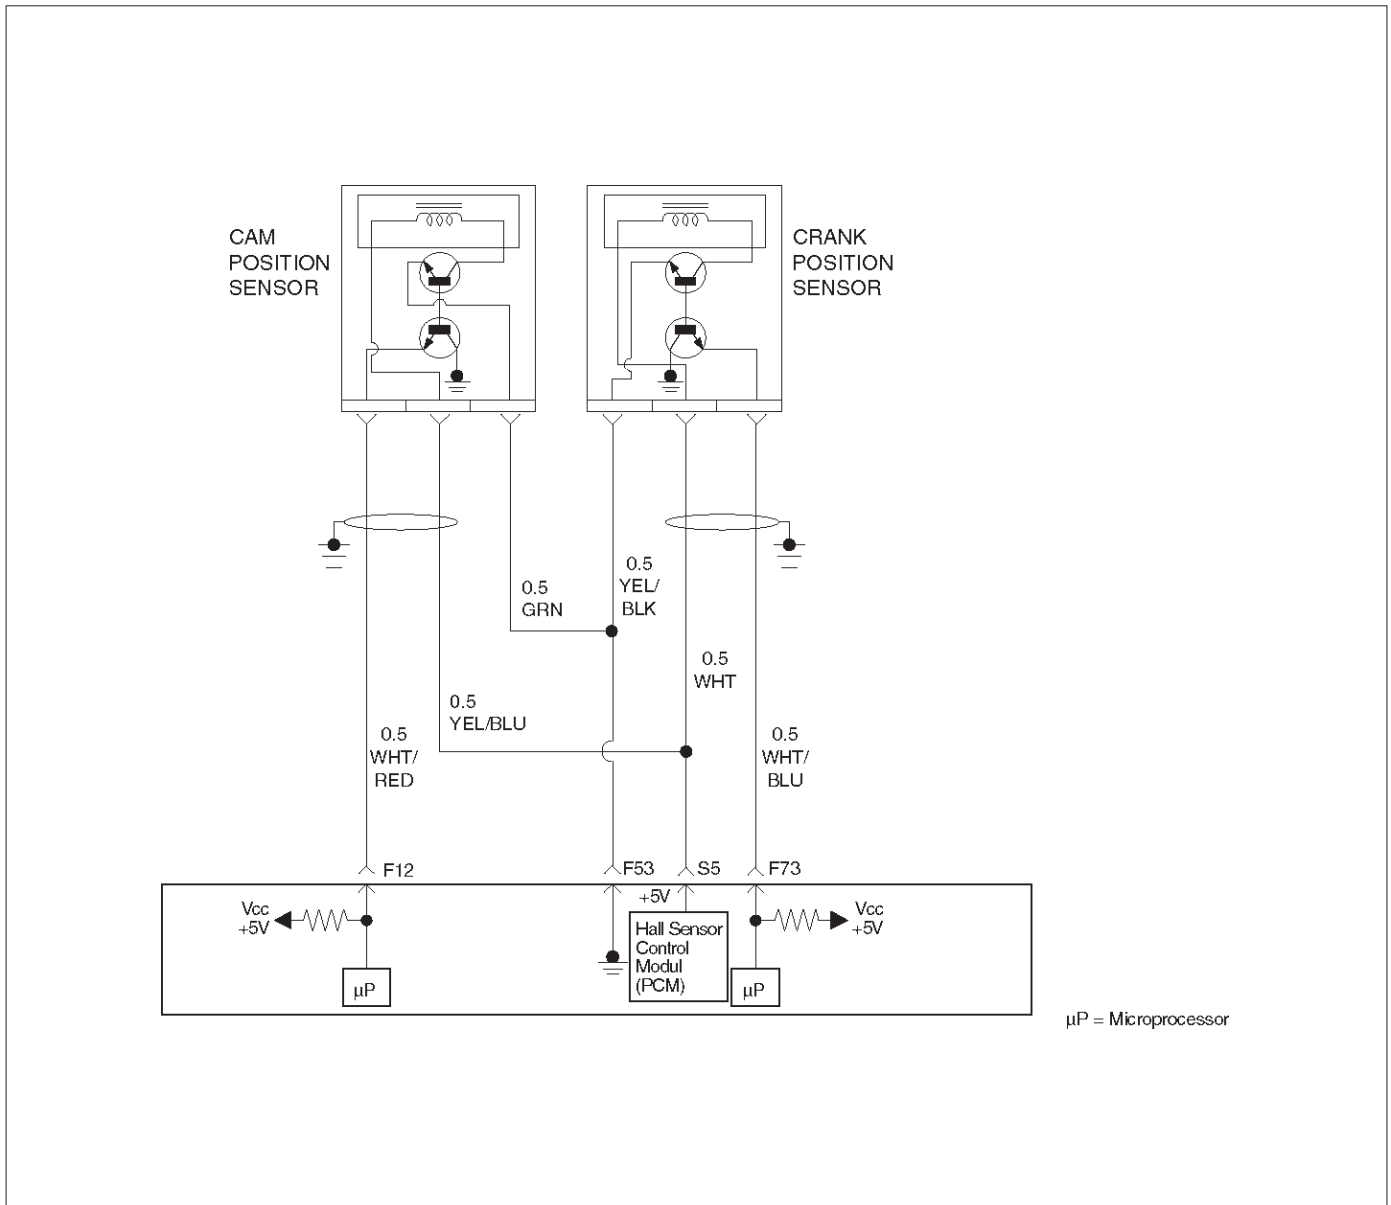 CAM
POSITION
SENSOR
CRANK
POSITION
SENSOR
0.5
GRN
0.5
YEL/
BLK
0.5
WHT
0.5
YEL/BLU
0.5
WHT/
RED
0.5
WHT/
BLU
F12
F53
S5
F73
+5V
Vcc
+5V
Hall Sensor
Control
Modul
(PCM)
Vcc
+5V
µP
µP
µP = Microprocessor